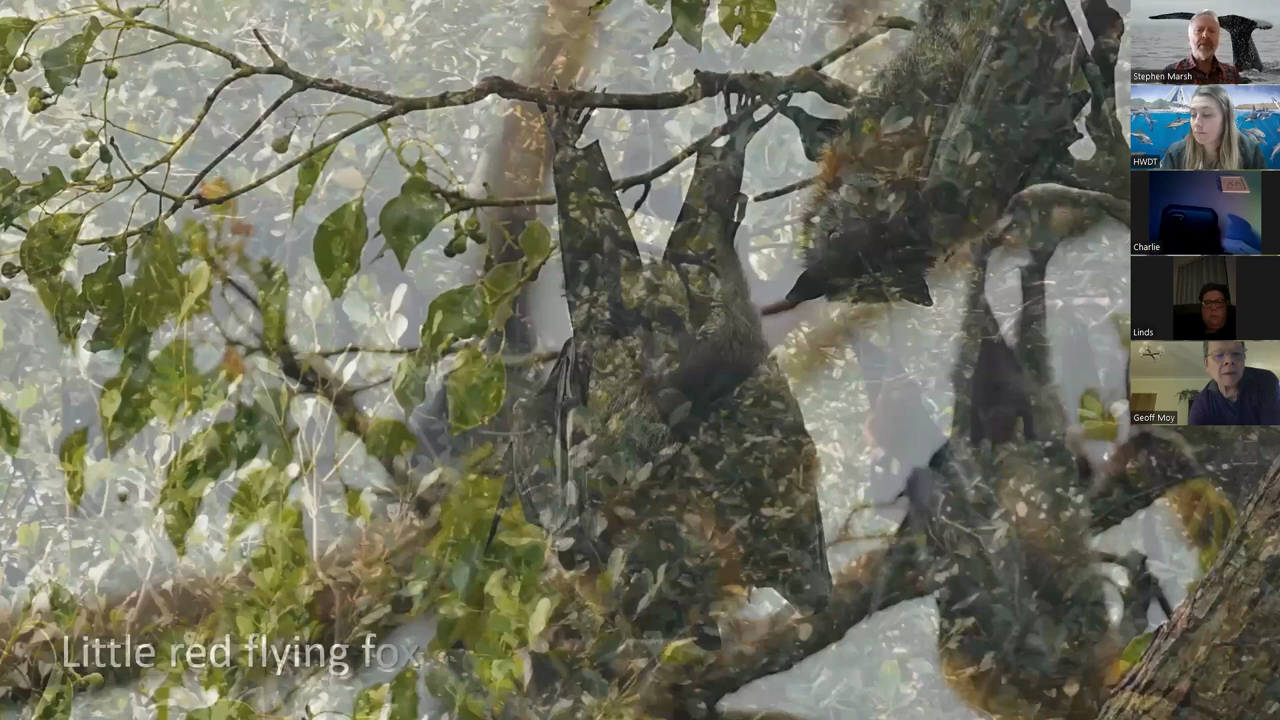 Little red flying fox
Stephen Marsh
HWDT
Charlie
Linds
Geoff Moy